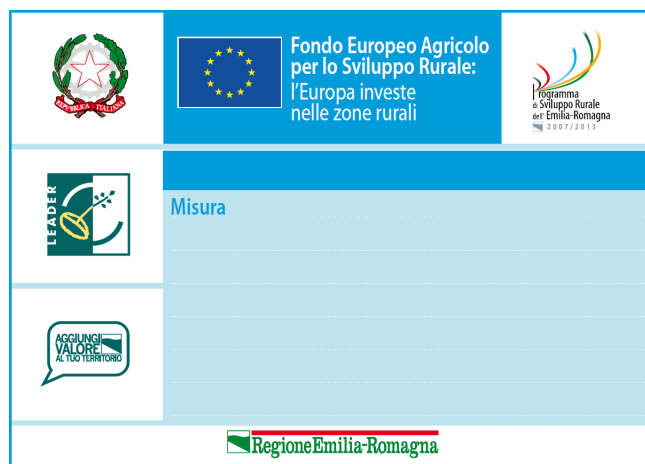 REPVBBLICA ITALIANA
Fondo Europeo Agricolo
per lo Sviluppo Rurale:
l'Europa investe
nelle zone rurali
Programma
di Sviluppo Rurale
dell' Emilia-Romagna
2007/2013
LEADER
Misura
AGGIUNGI
VALORE
AL TUO TERRITORIO
RegioneEmilia-Romagna